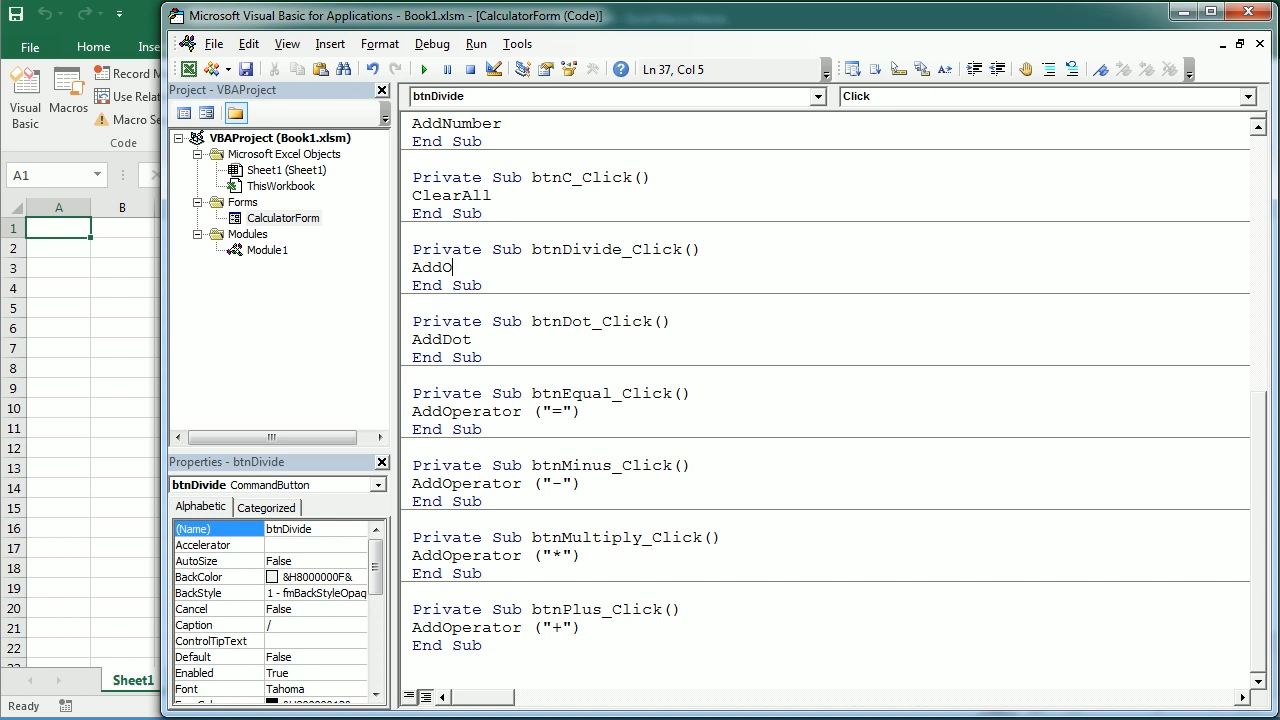 Microsoft Visual Basic for Applications - Book1.xlsm - [CalculatorForm (Code)]
File
Home
Inse
Visual
Basic
Macros
Record M
Use Relat
Macro Se
Code
A1
A B
1
2
3
4
5
6
7
8
9
10
11
12
13
14
15
16
17
18
19
20
21
22
Sheet1
Ready
File Edit View Insert Format Debug Run Tools
Ln 37, Col 5
Project - VBAProject
VBAProject (Book1.xlsm)
Microsoft Excel Objects
Sheet1 (Sheet1)
ThisWorkbook
Forms
CalculatorForm
Modules
Module1
Properties - btnDivide
btnDivide CommandButton
Alphabetic Categorized
(Name) btnDivide
Accelerator
AutoSize False
BackColor &H8000000F&
BackStyle 1 - fmBackStyleOpaq
Cancel False
Caption /
ControlTipText
Default False
Enabled True
Font Tahoma
btnDivide Click
AddNumber
End Sub
Private Sub btnC_Click()
ClearAll
End Sub
Private Sub btnDivide_Click()
AddO
End Sub
Private Sub btnDot_Click()
AddDot
End Sub
Private Sub btnEqual_Click()
AddOperator ("=")
End Sub
Private Sub btnMinus_Click()
AddOperator ("-")
End Sub
Private Sub btnMultiply_Click()
AddOperator ("*")
End Sub
Private Sub btnPlus_Click()
AddOperator ("+")
End Sub